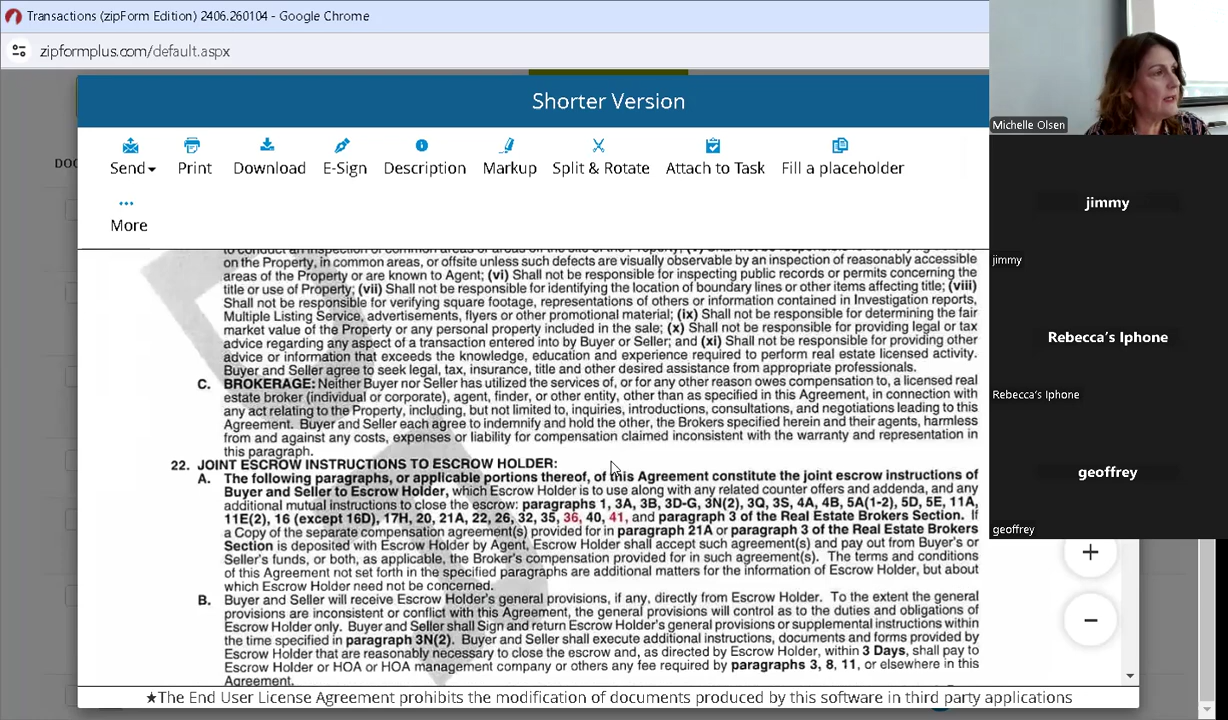 Transactions (zipForm Edition) 2406.260104 - Google Chrome
zipformplus.com/default.aspx
Shorter Version
Send
Print
Download
E-Sign
Description
Markup
Split & Rotate
Attach to Task
Fill a placeholder
More
on the Property, in common areas, or offsite unless such defects are visually observable by an inspection of reasonably accessible
areas of the Property or are known to Agent; (vi) Shall not be responsible for inspecting public records or permits concerning the
title or use of Property; (vii) Shall not be responsible for identifying the location of boundary lines or other items affecting title; (viii)
Shall not be responsible for verifying square footage, representations of others or information contained in Investigation reports,
Multiple Listing Service, advertisements, flyers or other promotional material; (ix) Shall not be responsible for determining the fair
market value of the Property or any personal property included in the sale; (x) Shall not be responsible for providing legal or tax
advice regarding any aspect of a transaction entered into by Buyer or Seller; and (xi) Shall not be responsible for providing other
advice or information that exceeds the knowledge, education and experience required to perform real estate licensed activity.
Buyer and Seller agree to seek legal, tax, insurance, title and other desired assistance from appropriate professionals.
C. BROKERAGE: Neither Buyer nor Seller has utilized the services of, or for any other reason owes compensation to, a licensed real
estate broker (individual or corporate), agent, finder, or other entity, other than as specified in this Agreement, in connection with
any act relating to the Property, including, but not limited to, inquiries, introductions, consultations, and negotiations leading to this
Agreement. Buyer and Seller each agree to indemnify and hold the other, the Brokers specified herein and their agents, harmless
from and against any costs, expenses or liability for compensation claimed inconsistent with the warranty and representation in
this paragraph.
22. JOINT ESCROW INSTRUCTIONS TO ESCROW HOLDER:
A. The following paragraphs, or applicable portions thereof, of this Agreement constitute the joint escrow instructions of
Buyer and Seller to Escrow Holder, which Escrow Holder is to use along with any related counter offers and addenda, and any
additional mutual instructions to close the escrow: paragraphs 1, 3A, 3B, 3D-G, 3N(2), 3Q, 3S, 4A, 4B, 5A(1-2), 5D, 5E, 11A,
11E(2), 16 (except 16D), 17H, 20, 21A, 22, 26, 32, 35, 36, 40, 41, and paragraph 3 of the Real Estate Brokers Section. If
a Copy of the separate compensation agreement(s) provided for in paragraph 21A or paragraph 3 of the Real Estate Brokers
Section is deposited with Escrow Holder by Agent, Escrow Holder shall accept such agreement(s) and pay out from Buyer's or
Seller's funds, or both, as applicable, the Broker's compensation provided for in such agreement(s). The terms and conditions
of this Agreement not set forth in the specified paragraphs are additional matters for the information of Escrow Holder, but about
which Escrow Holder need not be concerned.
B. Buyer and Seller will receive Escrow Holder's general provisions, if any, directly from Escrow Holder. To the extent the general
provisions are inconsistent or conflict with this Agreement, the general provisions will control as to the duties and obligations of
Escrow Holder only. Buyer and Seller shall Sign and return Escrow Holder's general provisions or supplemental instructions within
the time specified in paragraph 3N(2). Buyer and Seller shall execute additional instructions, documents and forms provided by
Escrow Holder that are reasonably necessary to close the escrow and, as directed by Escrow Holder, within 3 Days, shall pay to
Escrow Holder or HOA or HOA management company or others any fee required by paragraphs 3, 8, 11, or elsewhere in this
Agreement.
★The End User License Agreement prohibits the modification of documents produced by this software in third party applications
Michelle Olsen
jimmy
jimmy
Rebecca's Iphone
Rebecca's Iphone
geoffrey
geoffrey